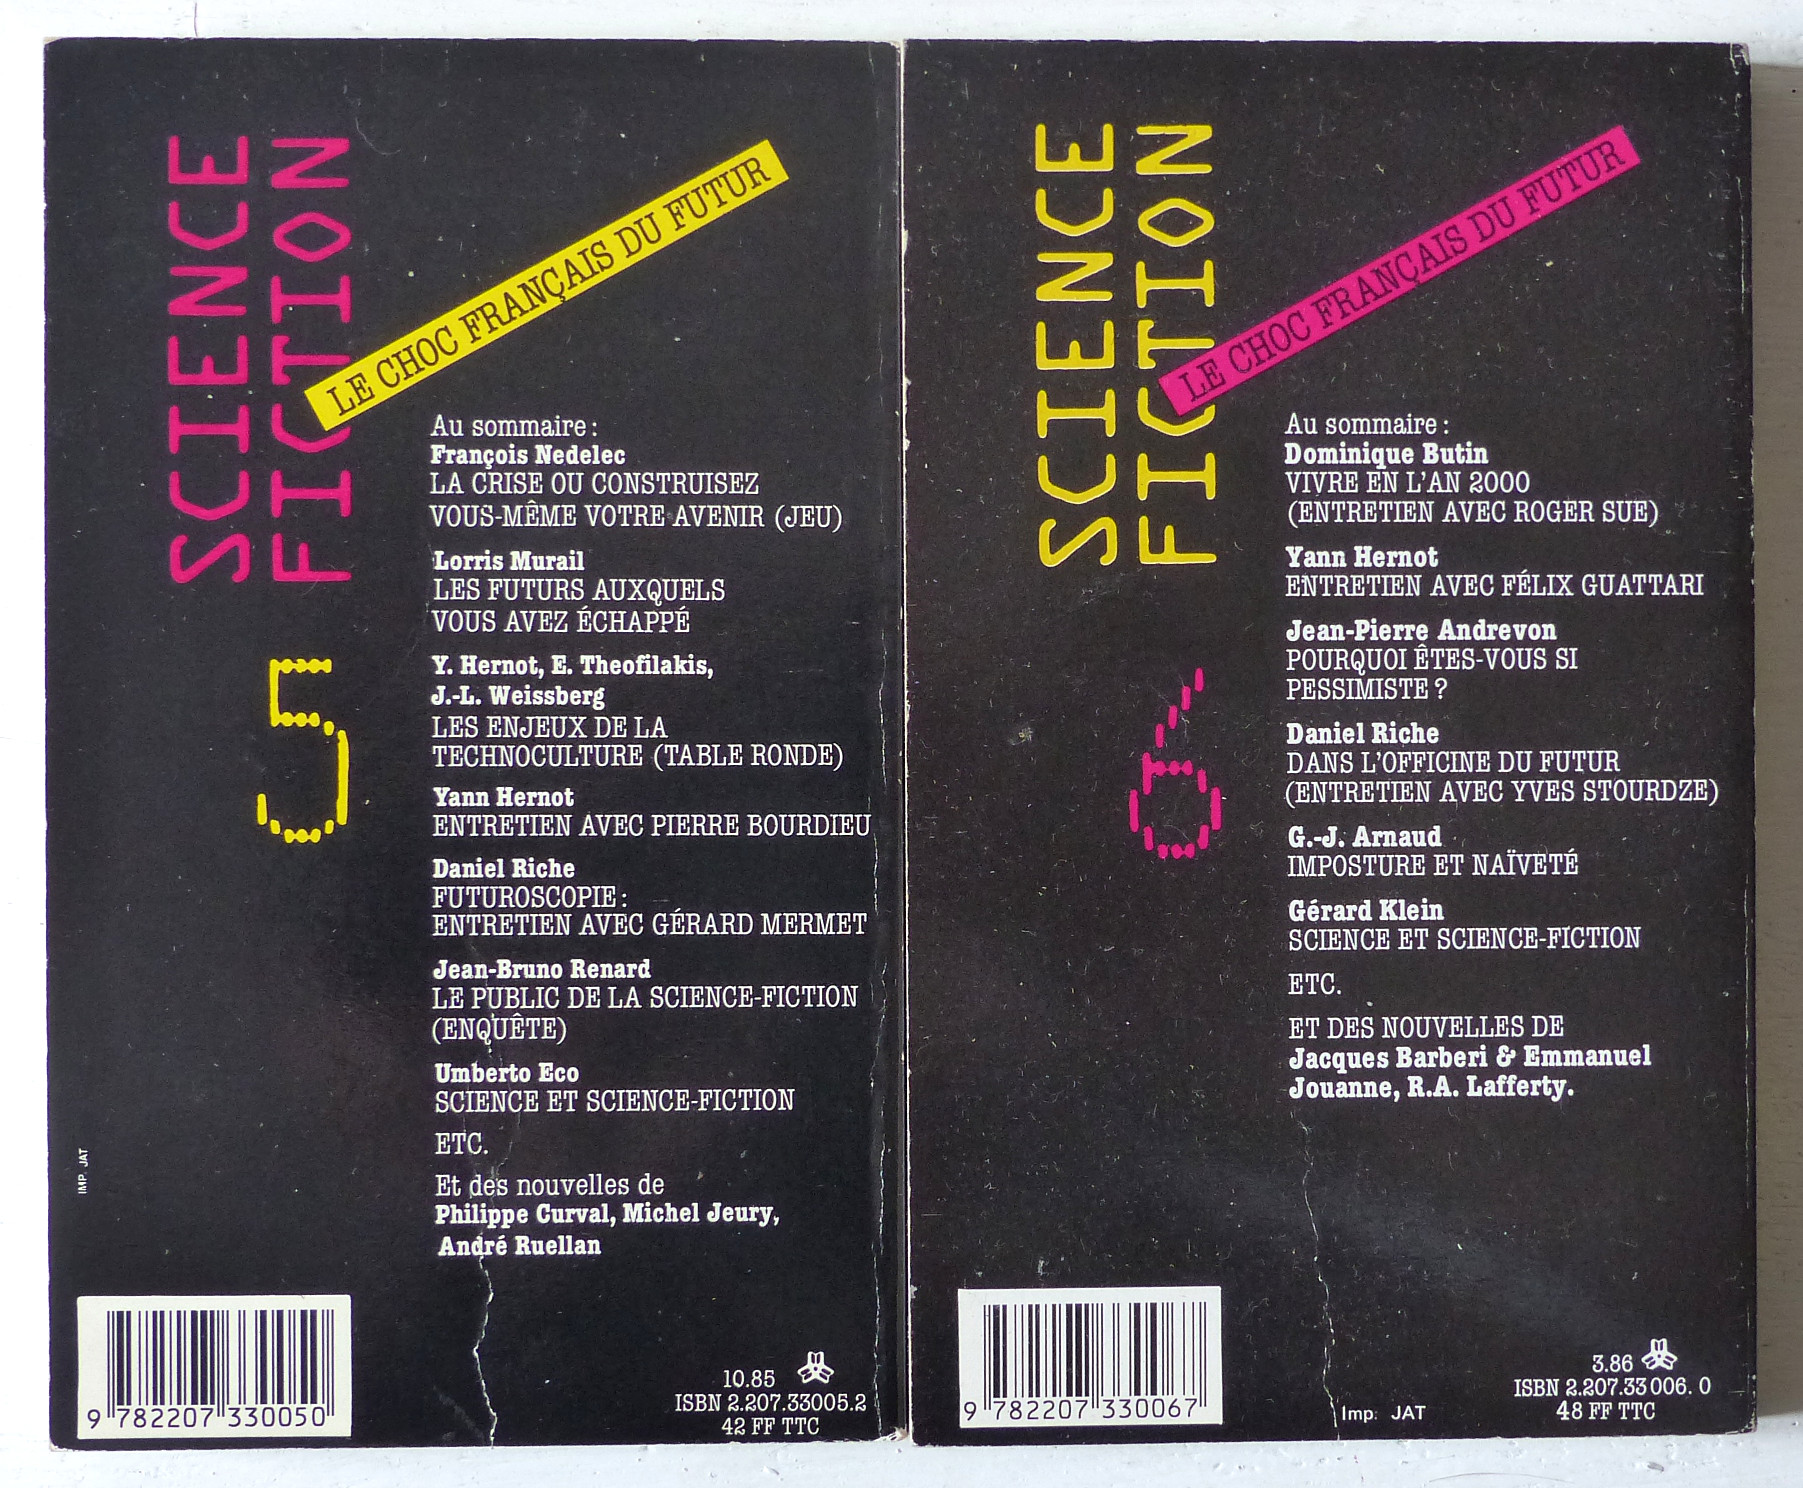 SCIENCE
FICTION
LE CHOC FRANÇAIS DU FUTUR
5
Au sommaire :
François Nedelec
LA CRISE OU CONSTRUISEZ
VOUS-MÊME VOTRE AVENIR (JEU)
Lorris Murail
LES FUTURS AUXQUELS
VOUS AVEZ ÉCHAPPÉ
Y. Hernot, E. Theofilakis,
J.-L. Weissberg
LES ENJEUX DE LA
TECHNOCULTURE (TABLE RONDE)
Yann Hernot
ENTRETIEN AVEC PIERRE BOURDIEU
Daniel Riche
FUTUROSCOPIE :
ENTRETIEN AVEC GÉRARD MERMET
Jean-Bruno Renard
LE PUBLIC DE LA SCIENCE-FICTION
(ENQUÊTE)
Umberto Eco
SCIENCE ET SCIENCE-FICTION
ETC.
Et des nouvelles de
Philippe Curval, Michel Jeury,
André Ruellan
IMP. JAT
9 782207 330050
10.85
ISBN 2.207.33005.2
42 FF TTC
SCIENCE
FICTION
LE CHOC FRANÇAIS DU FUTUR
6
Au sommaire :
Dominique Butin
VIVRE EN L'AN 2000
(ENTRETIEN AVEC ROGER SUE)
Yann Hernot
ENTRETIEN AVEC FÉLIX GUATTARI
Jean-Pierre Andrevon
POURQUOI ÊTES-VOUS SI
PESSIMISTE ?
Daniel Riche
DANS L'OFFICINE DU FUTUR
(ENTRETIEN AVEC YVES STOURDZE)
G.-J. Arnaud
IMPOSTURE ET NAÏVETÉ
Gérard Klein
SCIENCE ET SCIENCE-FICTION
ETC.
ET DES NOUVELLES DE
Jacques Barberi & Emmanuel
Jouanne, R.A. Lafferty.
9 782207 330067
Imp. JAT
3.86
ISBN 2.207.33006. 0
48 FF TTC